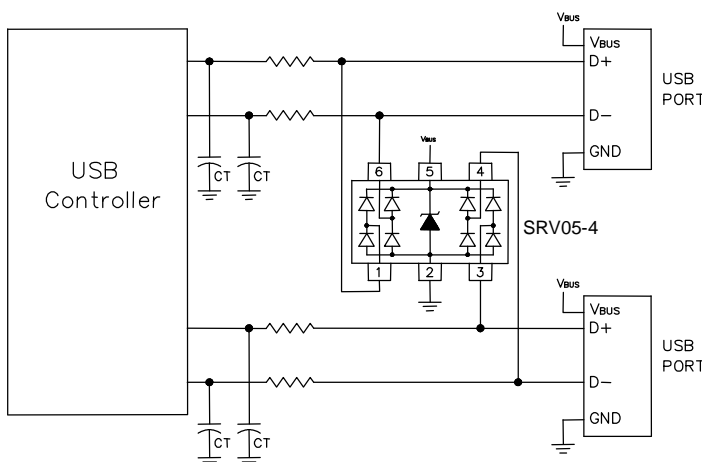 VBUS
VBUS
D+
USB
PORT
D−
GND
USB
Controller
CT
CT
VBUS
6
5
4
SRV05-4
1
2
3
VBUS
VBUS
D+
USB
PORT
D−
GND
CT
CT